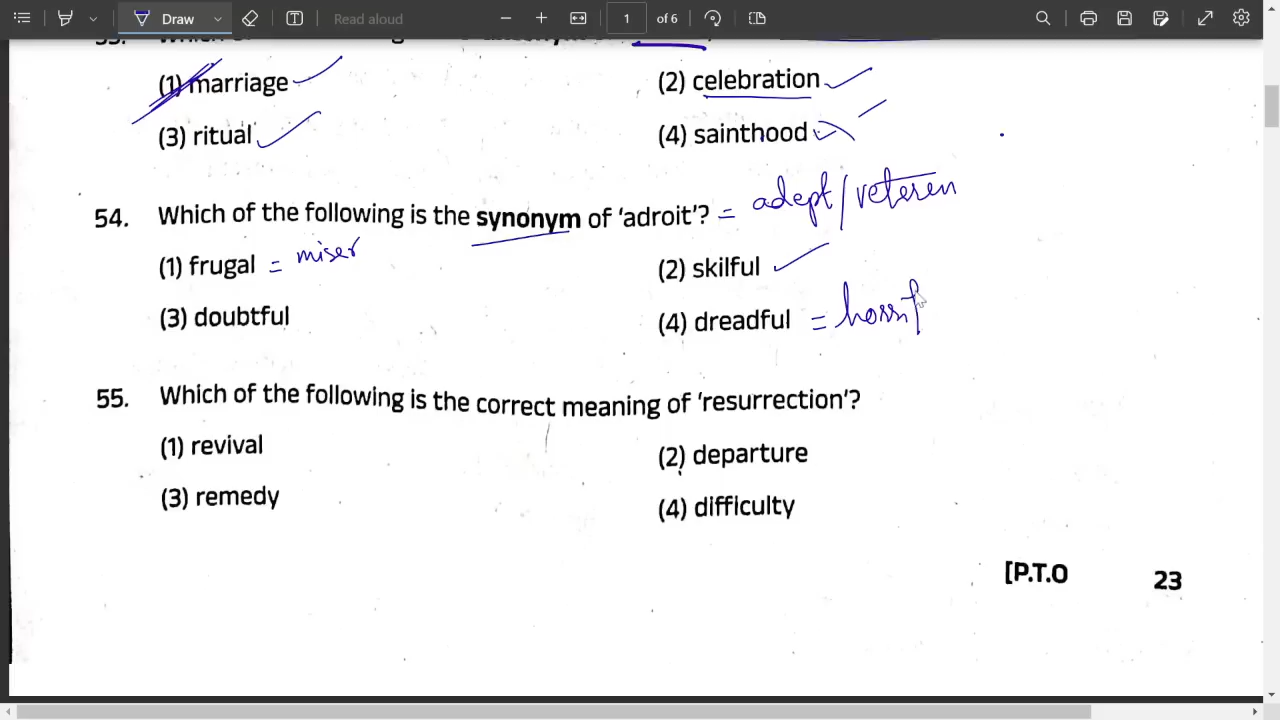 Draw
Read aloud
1 of 6
(1) marriage
(2) celebration
(3) ritual
(4) sainthood
54. Which of the following is the synonym of ‘adroit’? = adept/veteren
(1) frugal = miser
(2) skilful
(3) doubtful
(4) dreadful =
55. Which of the following is the correct meaning of ‘resurrection’?
(1) revival
(2) departure
(3) remedy
(4) difficulty
[P.T.O 23